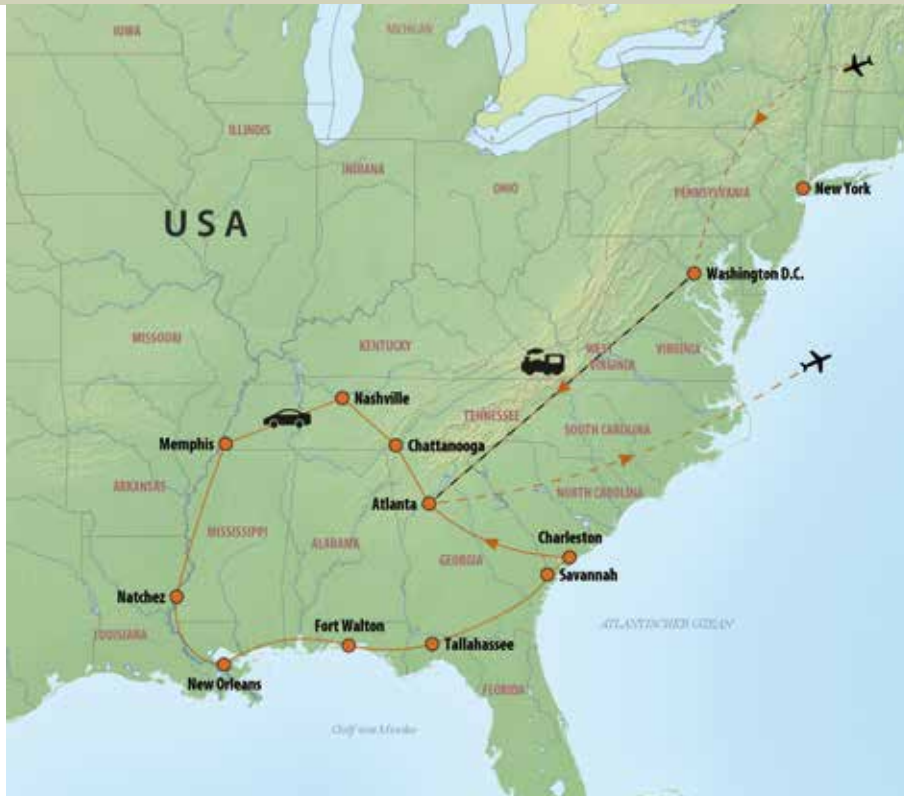 IOWA
MICHIGAN
ILLINOIS
INDIANA
OHIO
PENNSYLVANIA
New York
USA
Washington D.C.
MISSOURI
KENTUCKY
WEST
VIRGINIA
VIRGINIA
Nashville
TENNESSEE
Memphis
Chattanooga
SOUTH CAROLINA
ARKANSAS
Atlanta
NORTH CAROLINA
MISSISSIPPI
ALABAMA
Charleston
GEORGIA
Savannah
Natchez
Fort Walton
ATLANTISCHER OZEAN
LOUISIANA
Tallahassee
New Orleans
FLORIDA
Golf von Mexiko